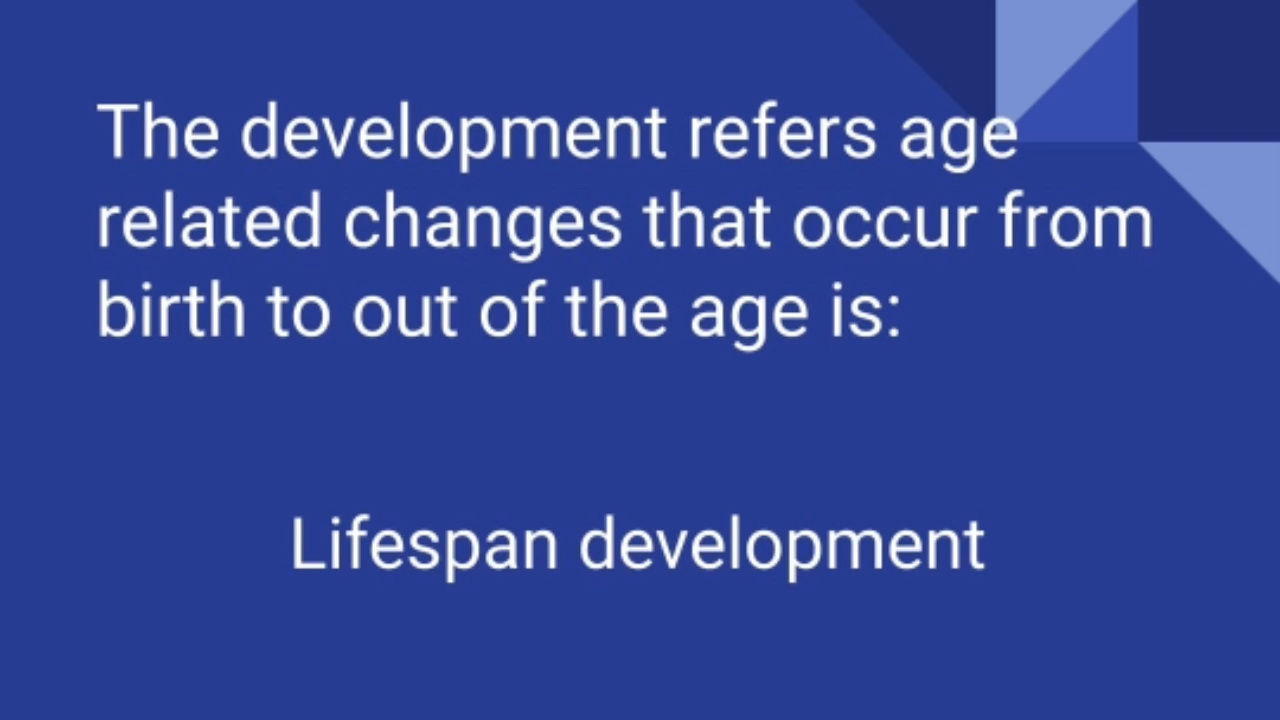 The development refers age
related changes that occur from
birth to out of the age is:
Lifespan development